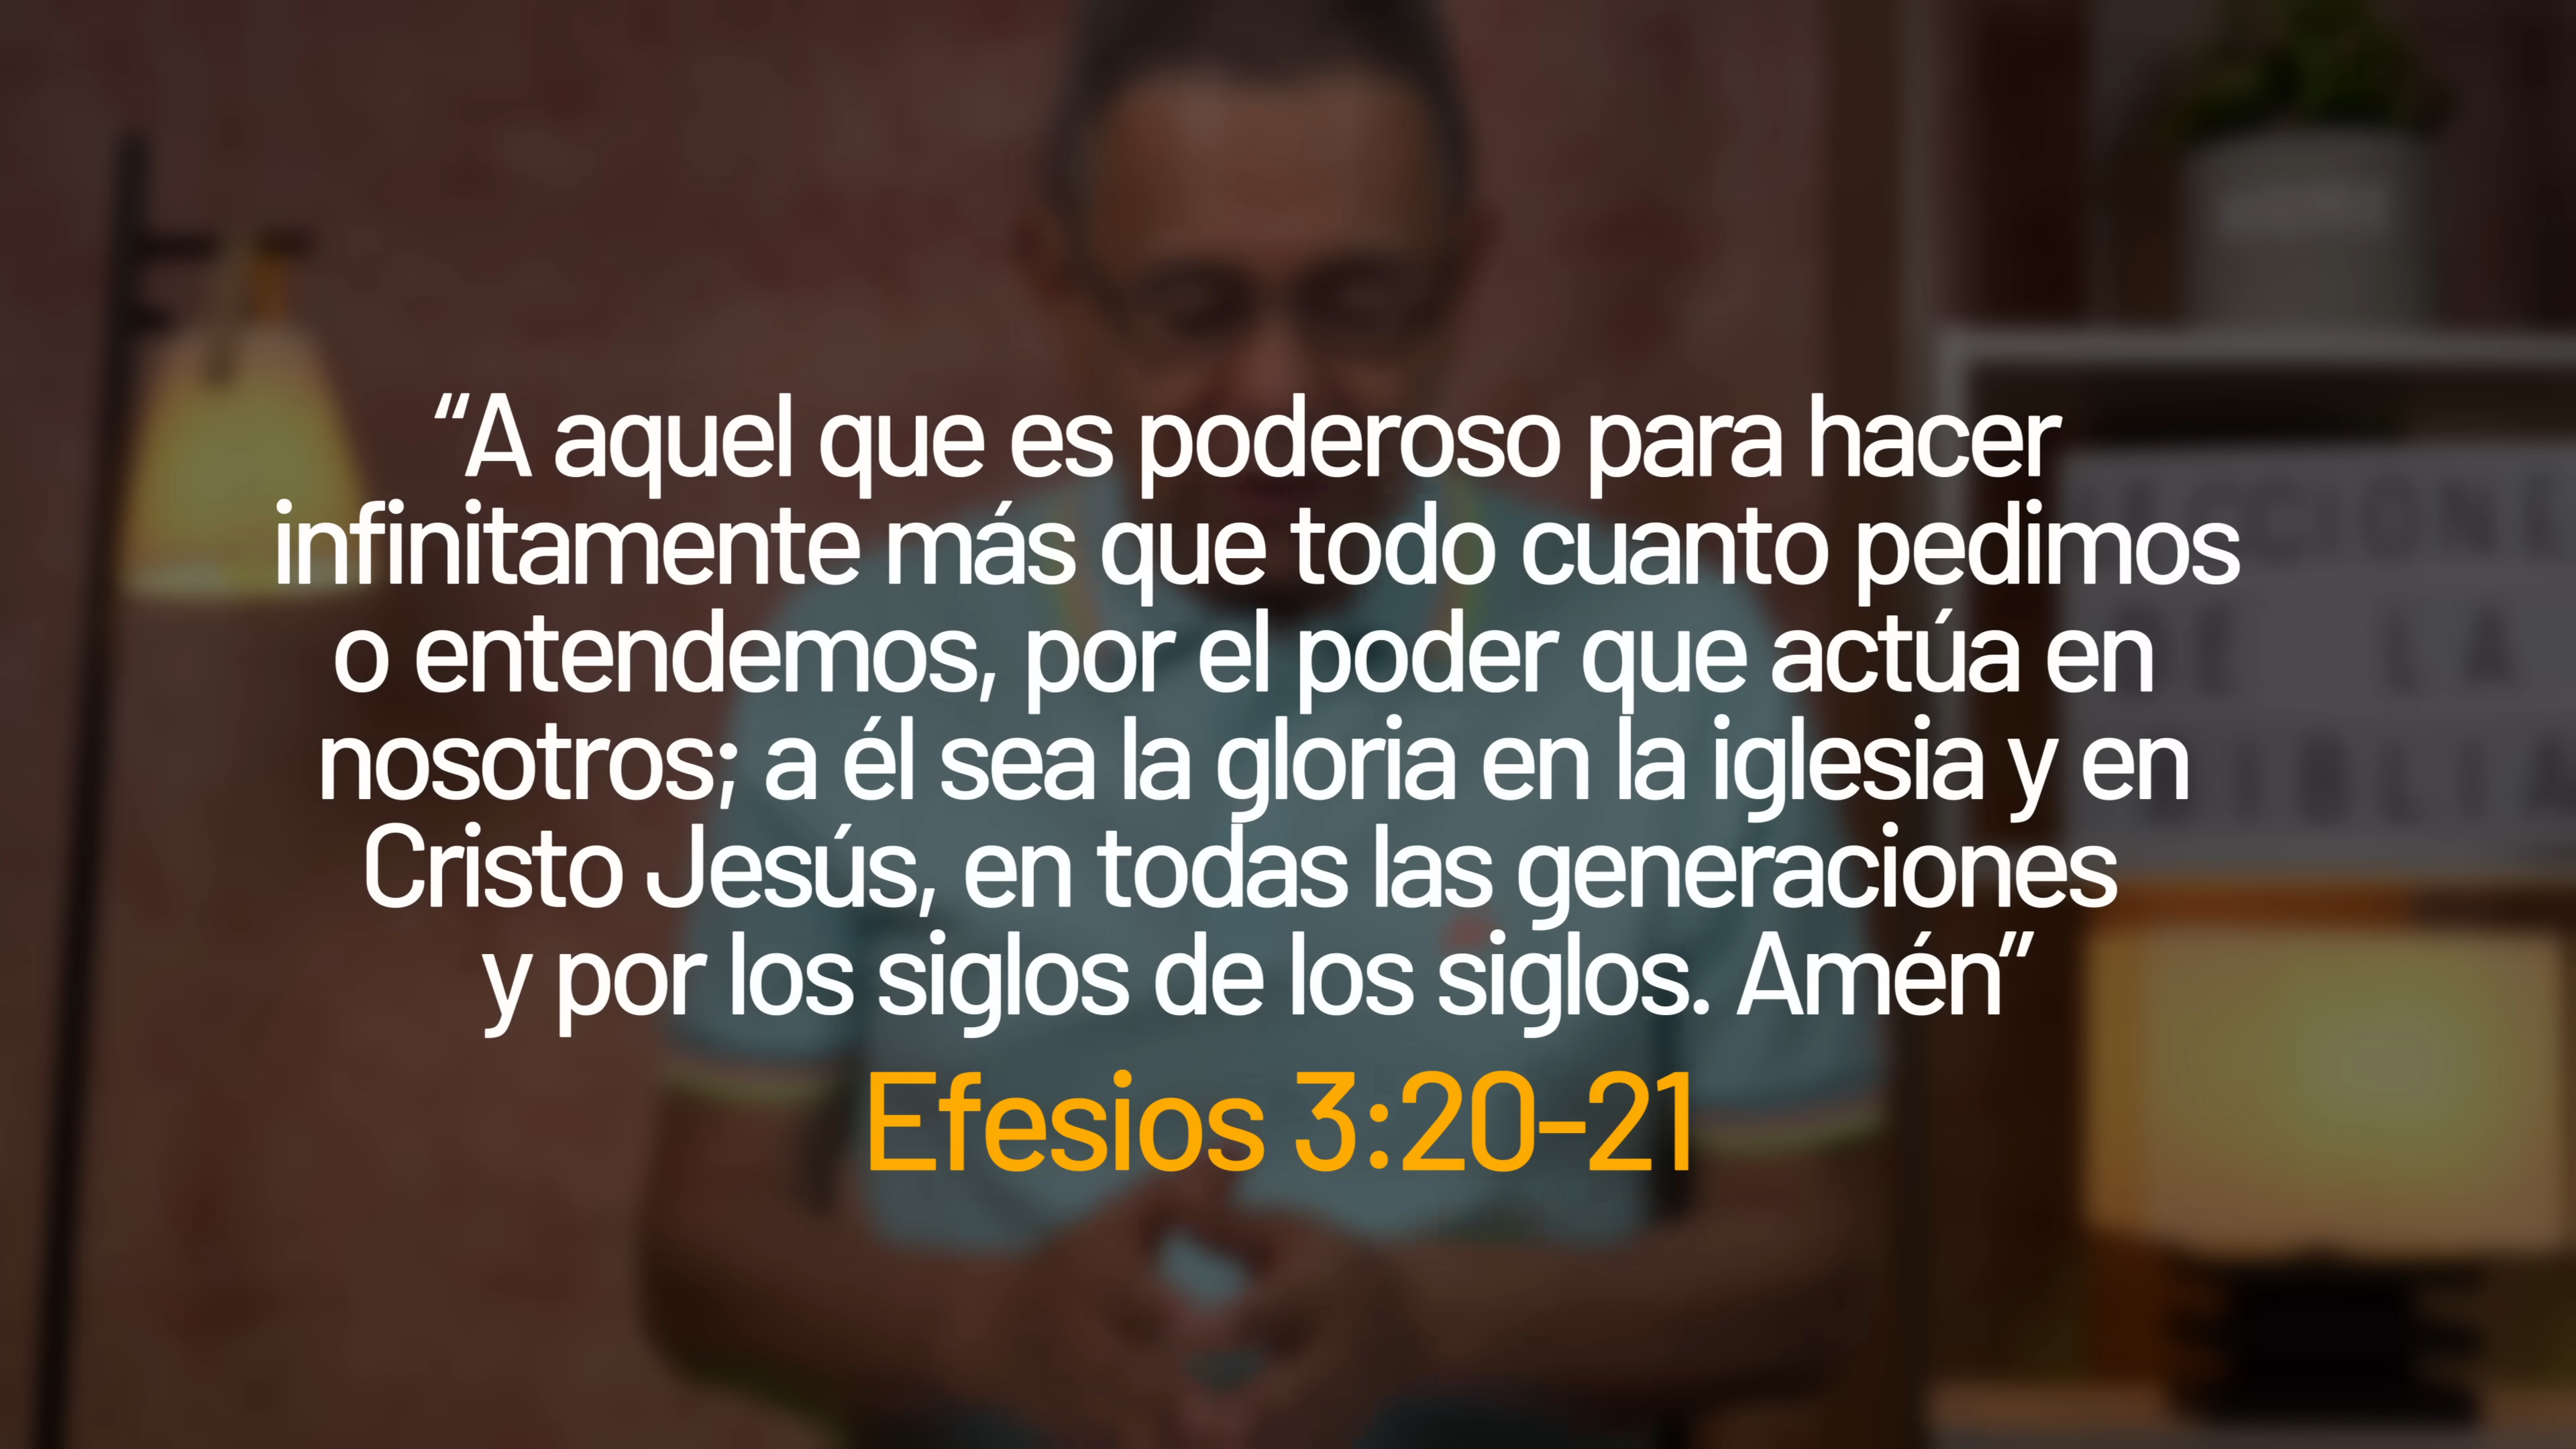 “A aquel que es poderoso para hacer
infinitamente más que todo cuanto pedimos
o entendemos, por el poder que actúa en
nosotros; a él sea la gloria en la iglesia y en
Cristo Jesús, en todas las generaciones
y por los siglos de los siglos. Amén”
Efesios 3:20-21
LA